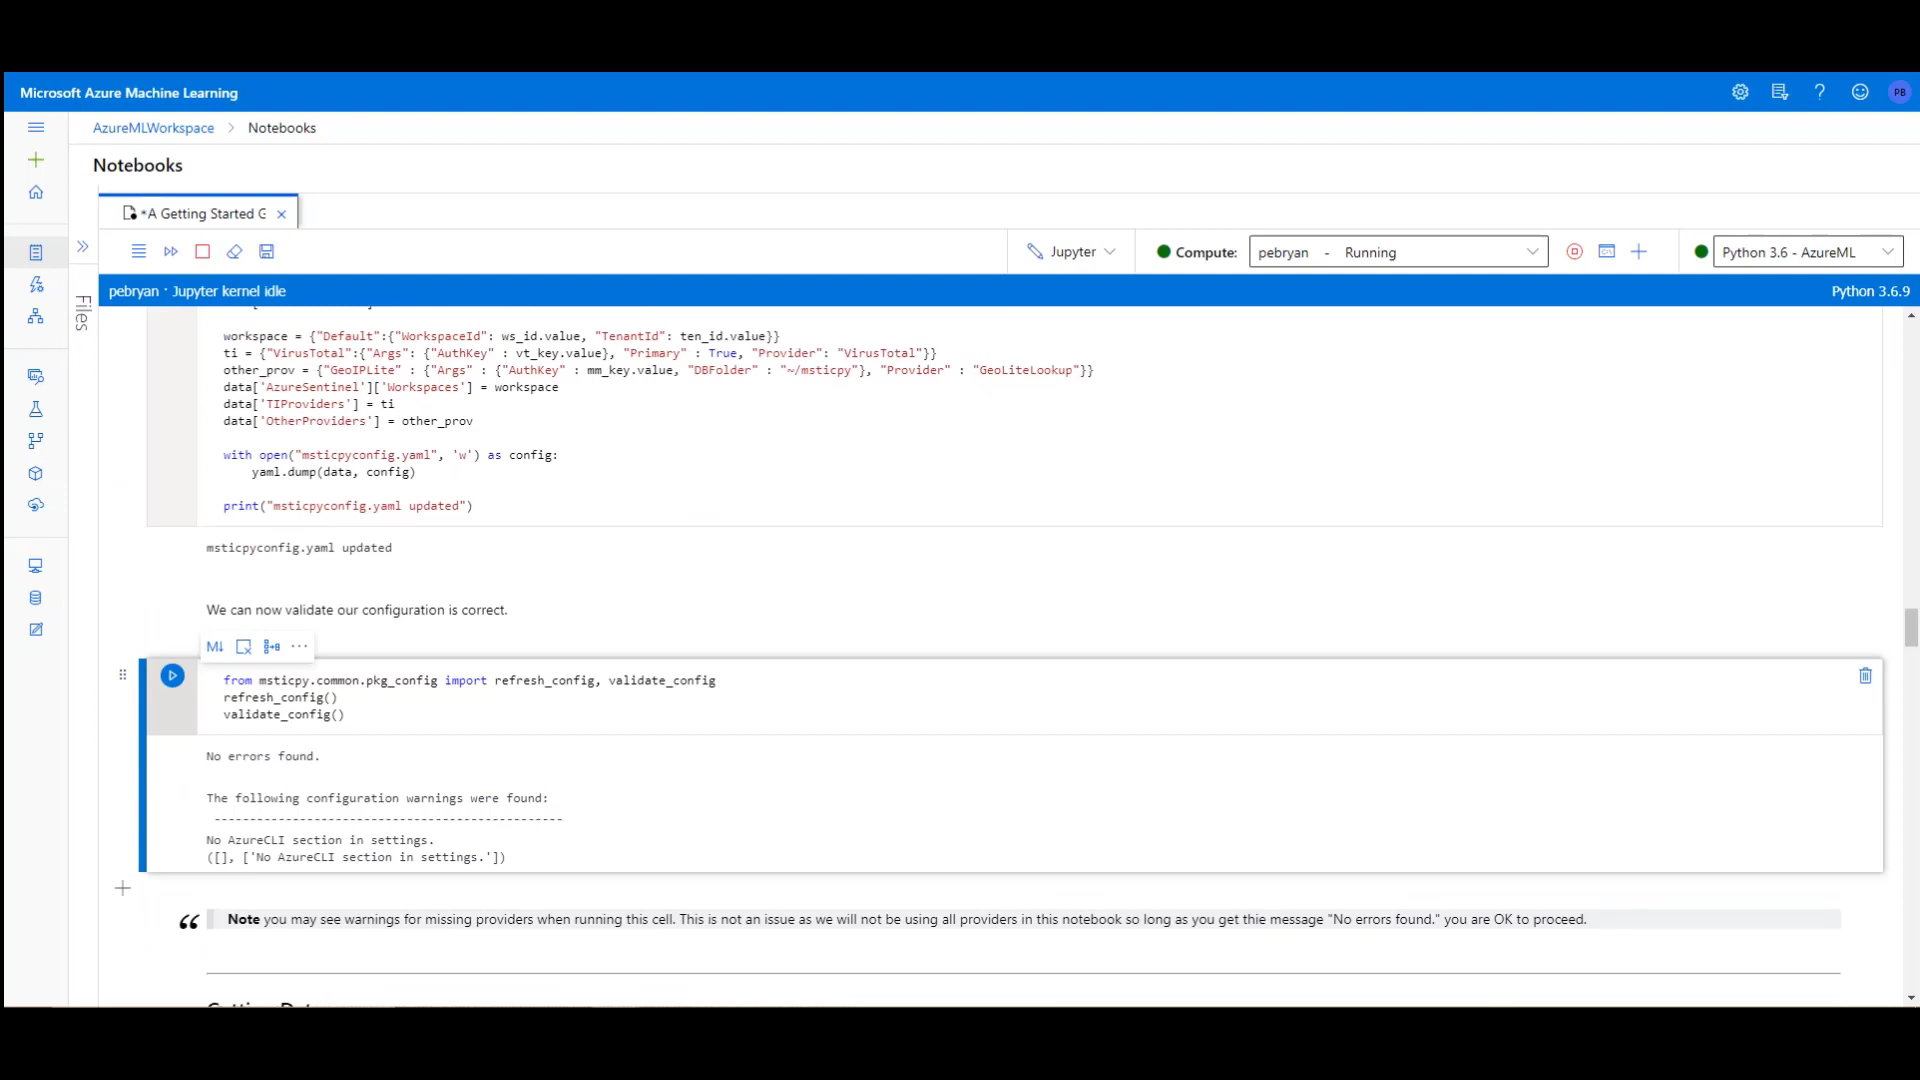 Microsoft Azure Machine Learning
PB
AzureMLWorkspace > Notebooks
Notebooks
*A Getting Started G
Jupyter
Compute:
pebryan - Running
Python 3.6 - AzureML
pebryan · Jupyter kernel idle
Python 3.6.9
Files
workspace = {"Default":{"WorkspaceId": ws_id.value, "TenantId": ten_id.value}}
ti = {"VirusTotal":{"Args": {"AuthKey" : vt_key.value}, "Primary" : True, "Provider": "VirusTotal"}}
other_prov = {"GeoIPLite" : {"Args" : {"AuthKey" : mm_key.value, "DBFolder" : "~/msticpy"}, "Provider" : "GeoLiteLookup"}}
data['AzureSentinel']['Workspaces'] = workspace
data['TIProviders'] = ti
data['OtherProviders'] = other_prov
with open("msticpyconfig.yaml", 'w') as config:
    yaml.dump(data, config)
print("msticpyconfig.yaml updated")
msticpyconfig.yaml updated
We can now validate our configuration is correct.
M↓
from msticpy.common.pkg_config import refresh_config, validate_config
refresh_config()
validate_config()
No errors found.
The following configuration warnings were found:
-------------------------------------------------
No AzureCLI section in settings.
([], ['No AzureCLI section in settings.'])
Note you may see warnings for missing providers when running this cell. This is not an issue as we will not be using all providers in this notebook so long as you get thie message "No errors found." you are OK to proceed.